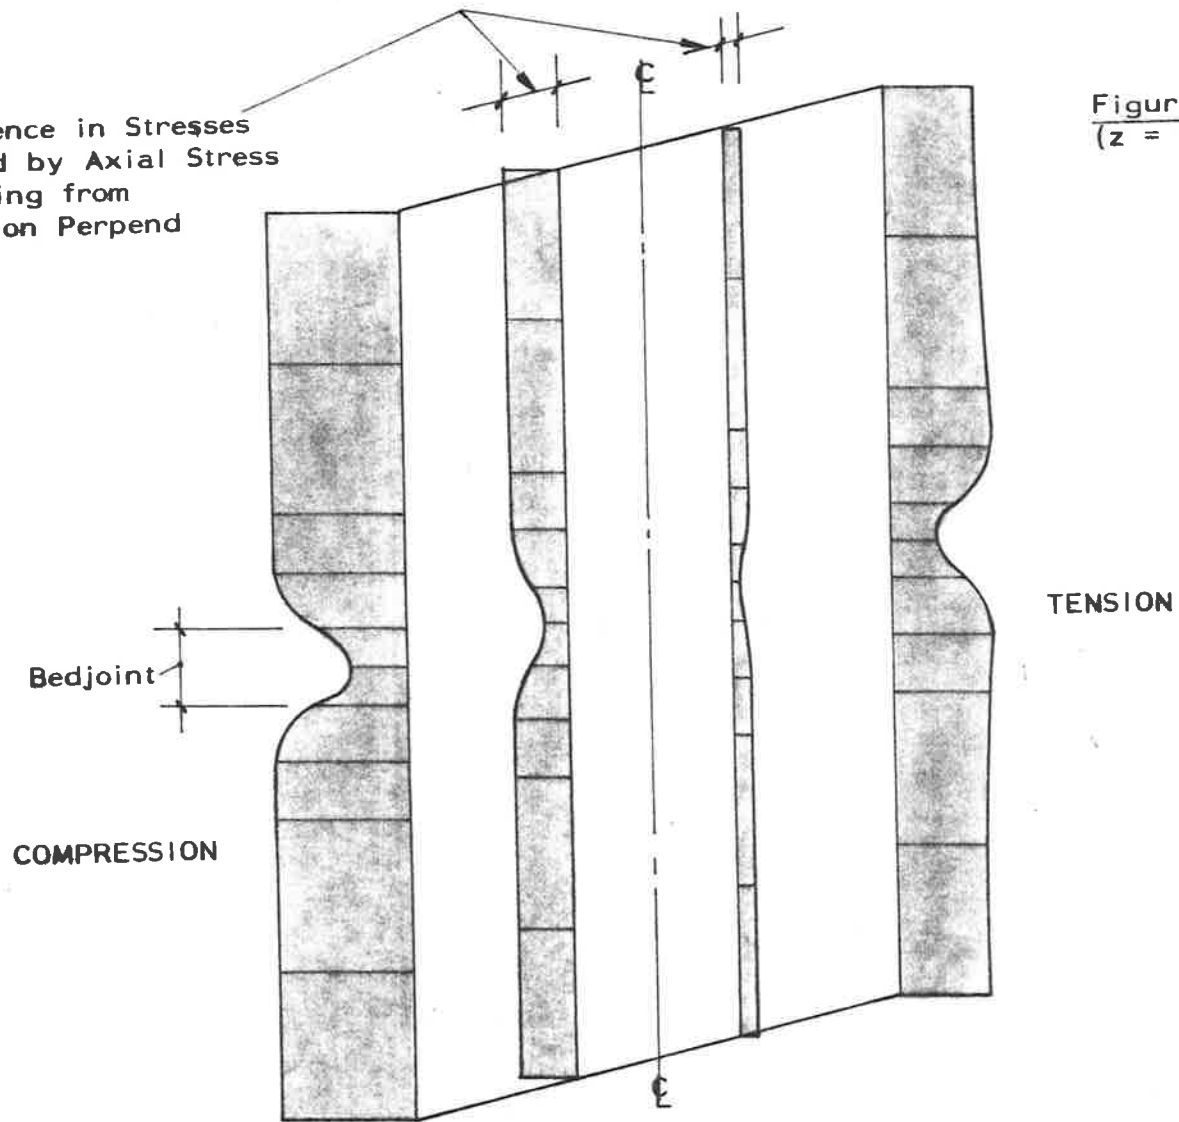 ℄
ence in Stresses
d by Axial Stress
ing from
on Perpend
Figur
(z =
TENSION
Bedjoint
COMPRESSION
℄